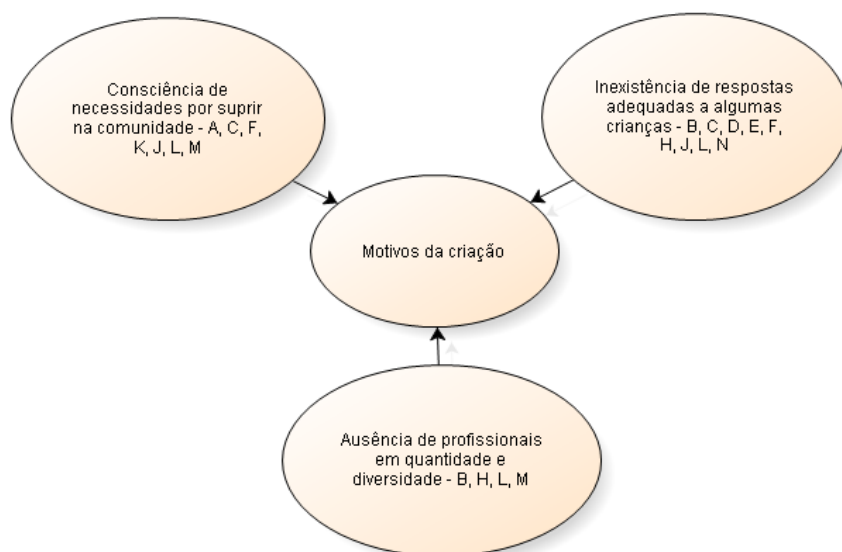 Consciência de
necessidades por suprir
na comunidade - A, C, F,
K, J, L, M
Inexistência de respostas
adequadas a algumas
crianças - B, C, D, E, F,
H, J, L, N
Motivos da criação
Ausência de profissionais
em quantidade e
diversidade - B, H, L, M